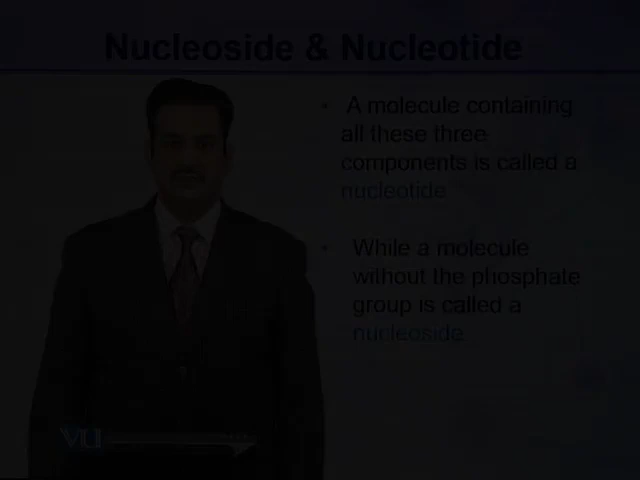 Nucleoside & Nucleotide
• A molecule containing
all these three
components is called a
nucleotide
• While a molecule
without the phosphate
group is called a
nucleoside
VU